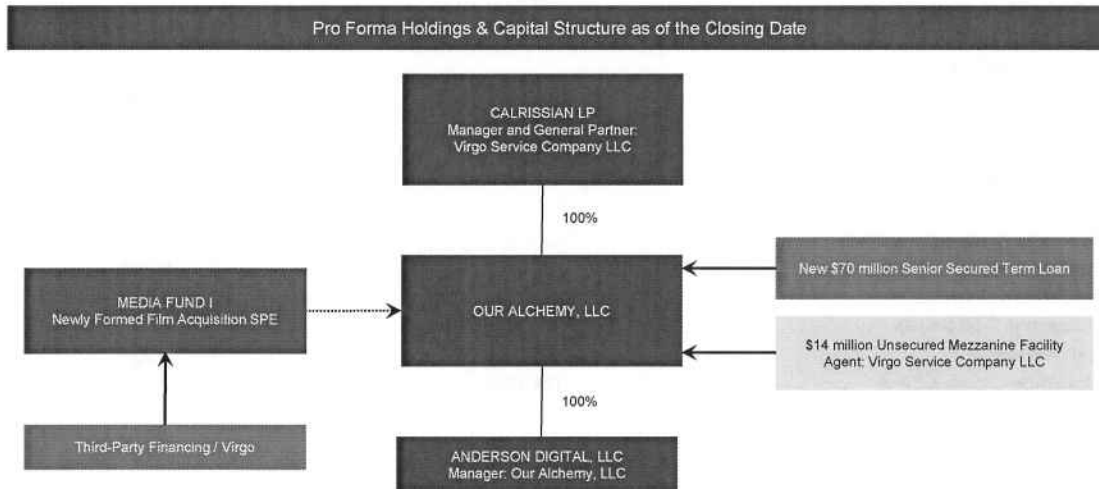 Pro Forma Holdings & Capital Structure as of the Closing Date
CALRISSIAN LP
Manager and General Partner:
Virgo Service Company LLC
100%
New $70 million Senior Secured Term Loan
MEDIA FUND I
Newly Formed Film Acquisition SPE
OUR ALCHEMY, LLC
$14 million Unsecured Mezzanine Facility
Agent: Virgo Service Company LLC
100%
Third-Party Financing / Virgo
ANDERSON DIGITAL, LLC
Manager: Our Alchemy, LLC